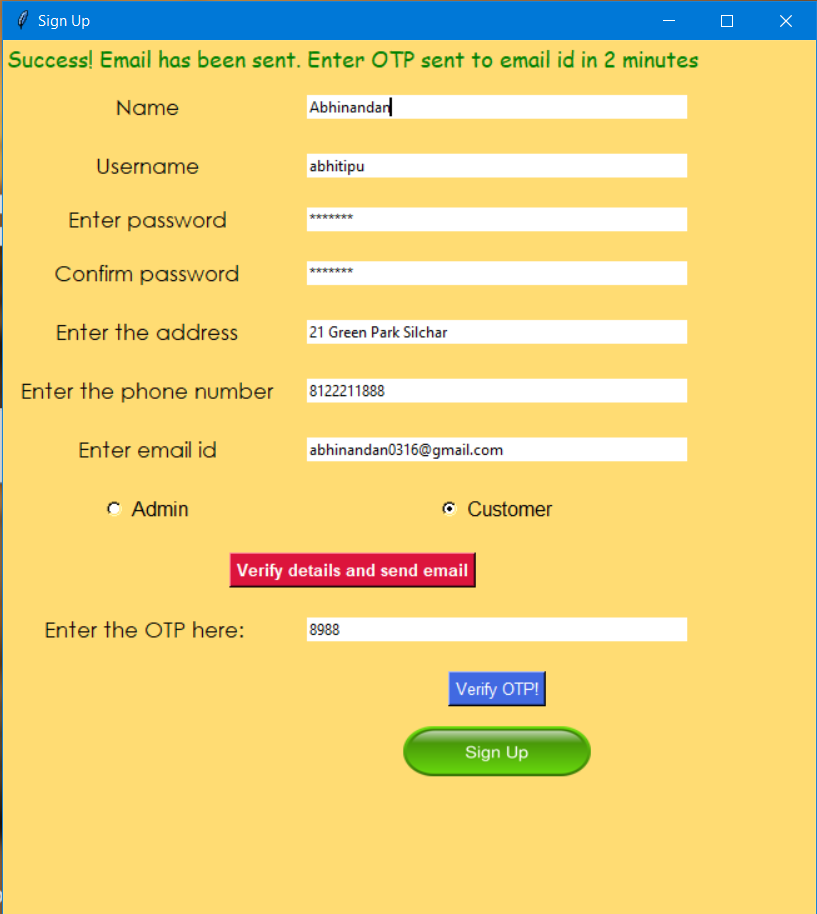 Sign Up
Success! Email has been sent. Enter OTP sent to email id in 2 minutes
Name Abhinandan
Username abhitipu
Enter password *******
Confirm password *******
Enter the address 21 Green Park Silchar
Enter the phone number 8122211888
Enter email id abhinandan0316@gmail.com
Admin Customer
Verify details and send email
Enter the OTP here: 8988
Verify OTP!
Sign Up